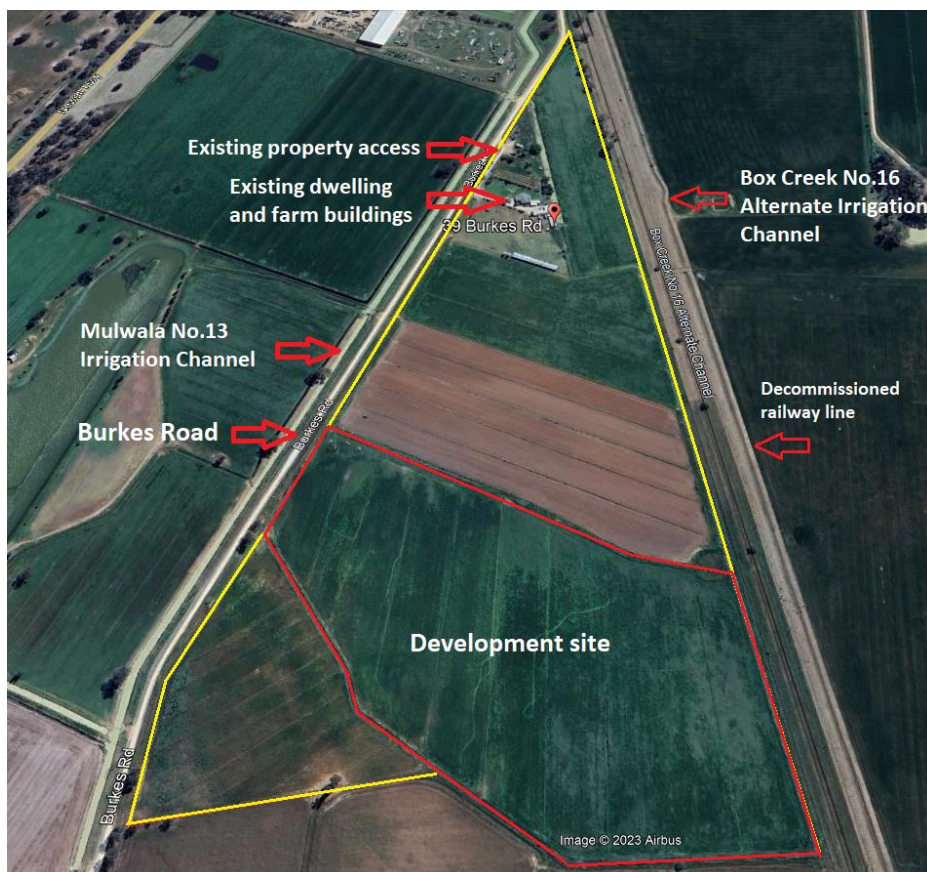 Existing property access
Existing dwelling
and farm buildings
39 Burkes Rd
Box Creek No.16
Alternate Irrigation
Channel
Box Creek No 16 Alternate Channel
Mulwala No.13
Irrigation Channel
Decommissioned
railway line
Burkes Road
Burkes Rd
Development site
Burkes Rd
Image © 2023 Airbus